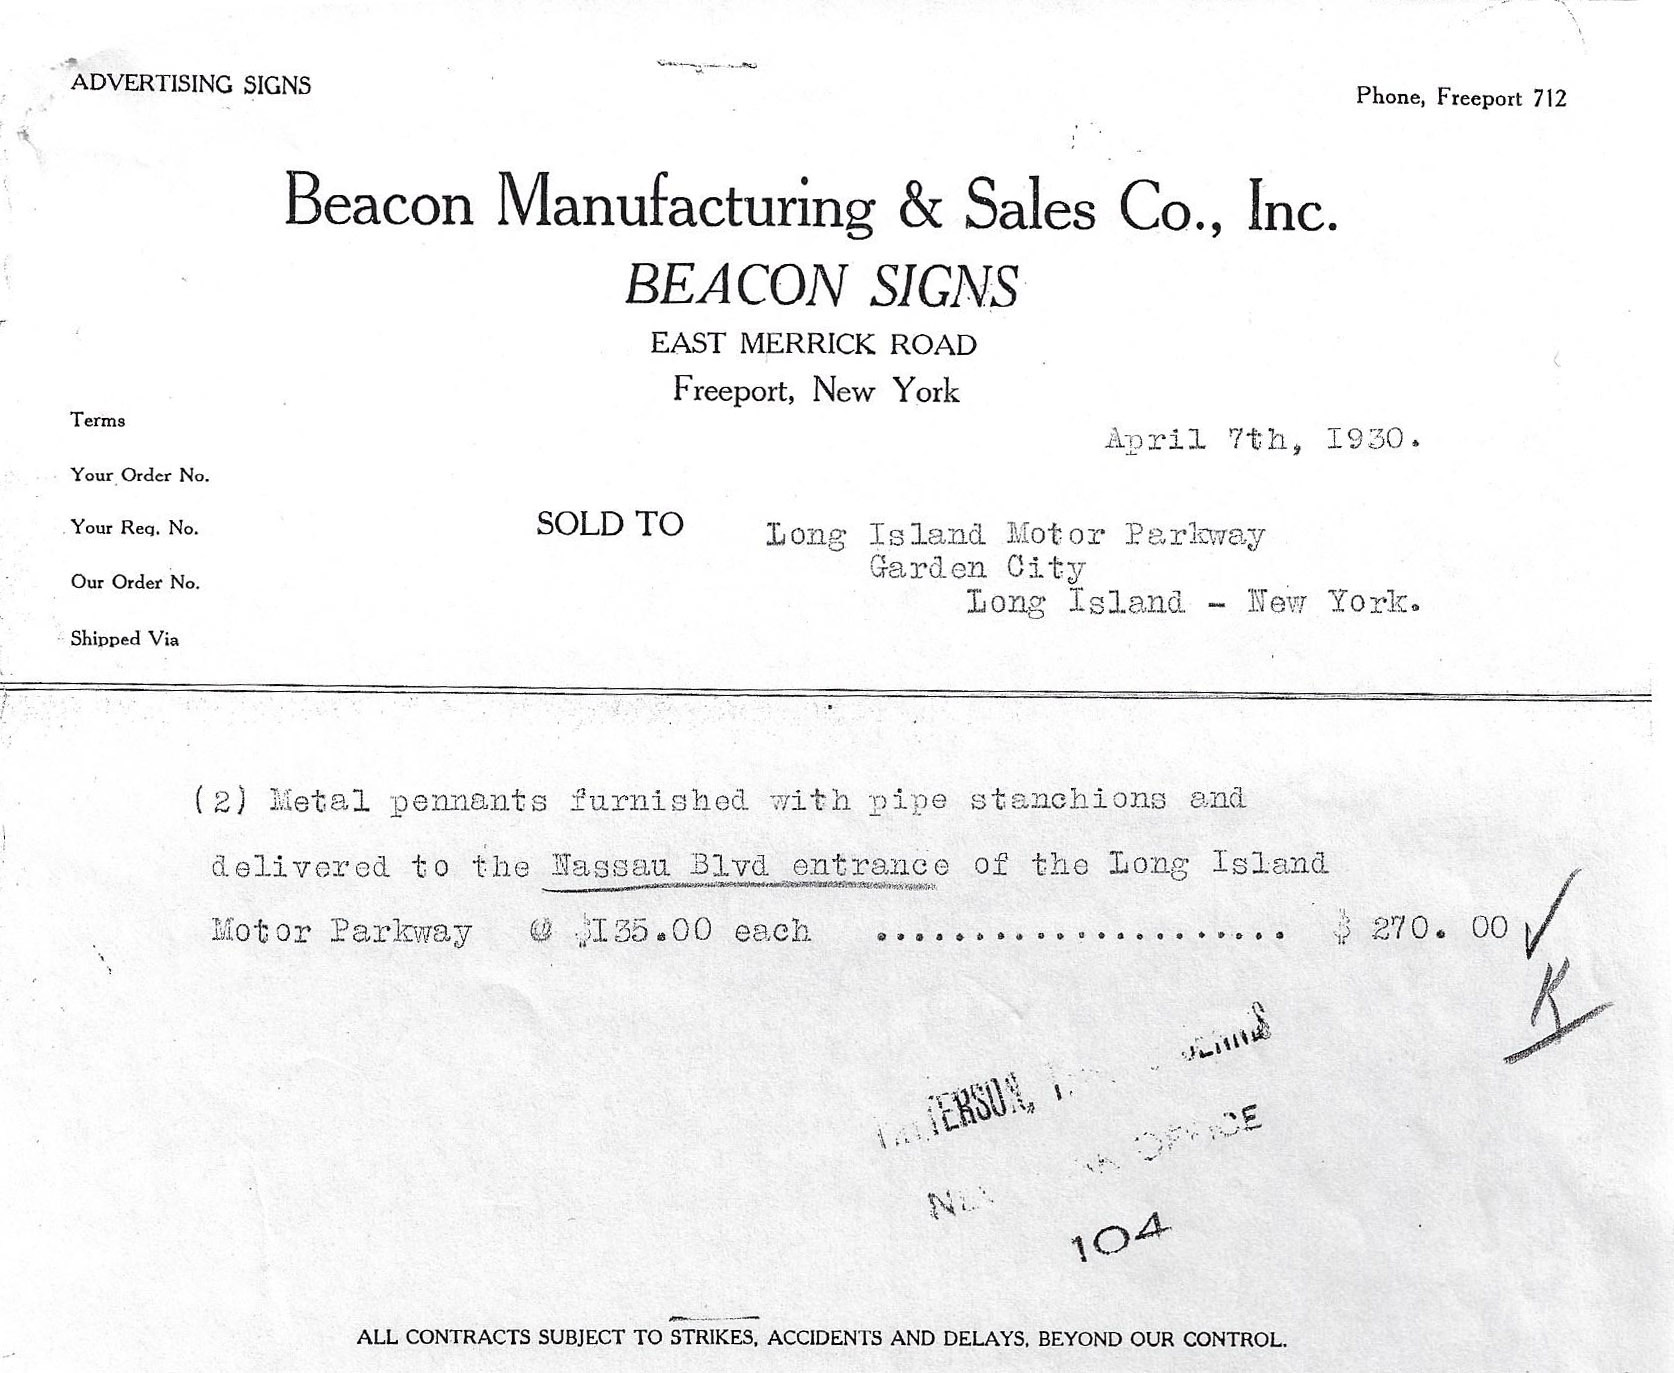 ADVERTISING SIGNS
Phone, Freeport 712
Beacon Manufacturing & Sales Co., Inc.
BEACON SIGNS
EAST MERRICK ROAD
Freeport, New York
Terms
April 7th, 1930.
Your Order No.
Your Req. No.
SOLD TO Long Island Motor Parkway
Garden City
Our Order No.
Long Island - New York.
Shipped Via
(2) Metal pennants furnished with pipe stanchions and
delivered to the Nassau Blvd entrance of the Long Island
Motor Parkway @ $135.00 each ..................... $ 270. 00 ✓
K
OFFICE
104
ALL CONTRACTS SUBJECT TO STRIKES, ACCIDENTS AND DELAYS, BEYOND OUR CONTROL.